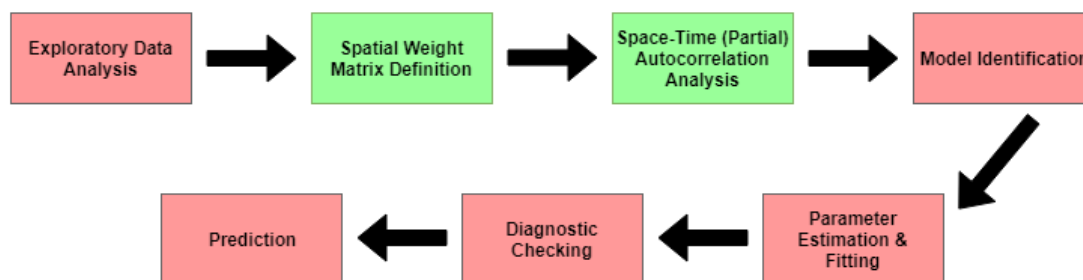 Exploratory Data
Analysis
Spatial Weight
Matrix Definition
Space-Time (Partial)
Autocorrelation
Analysis
Model Identification
Parameter
Estimation &
Fitting
Diagnostic
Checking
Prediction